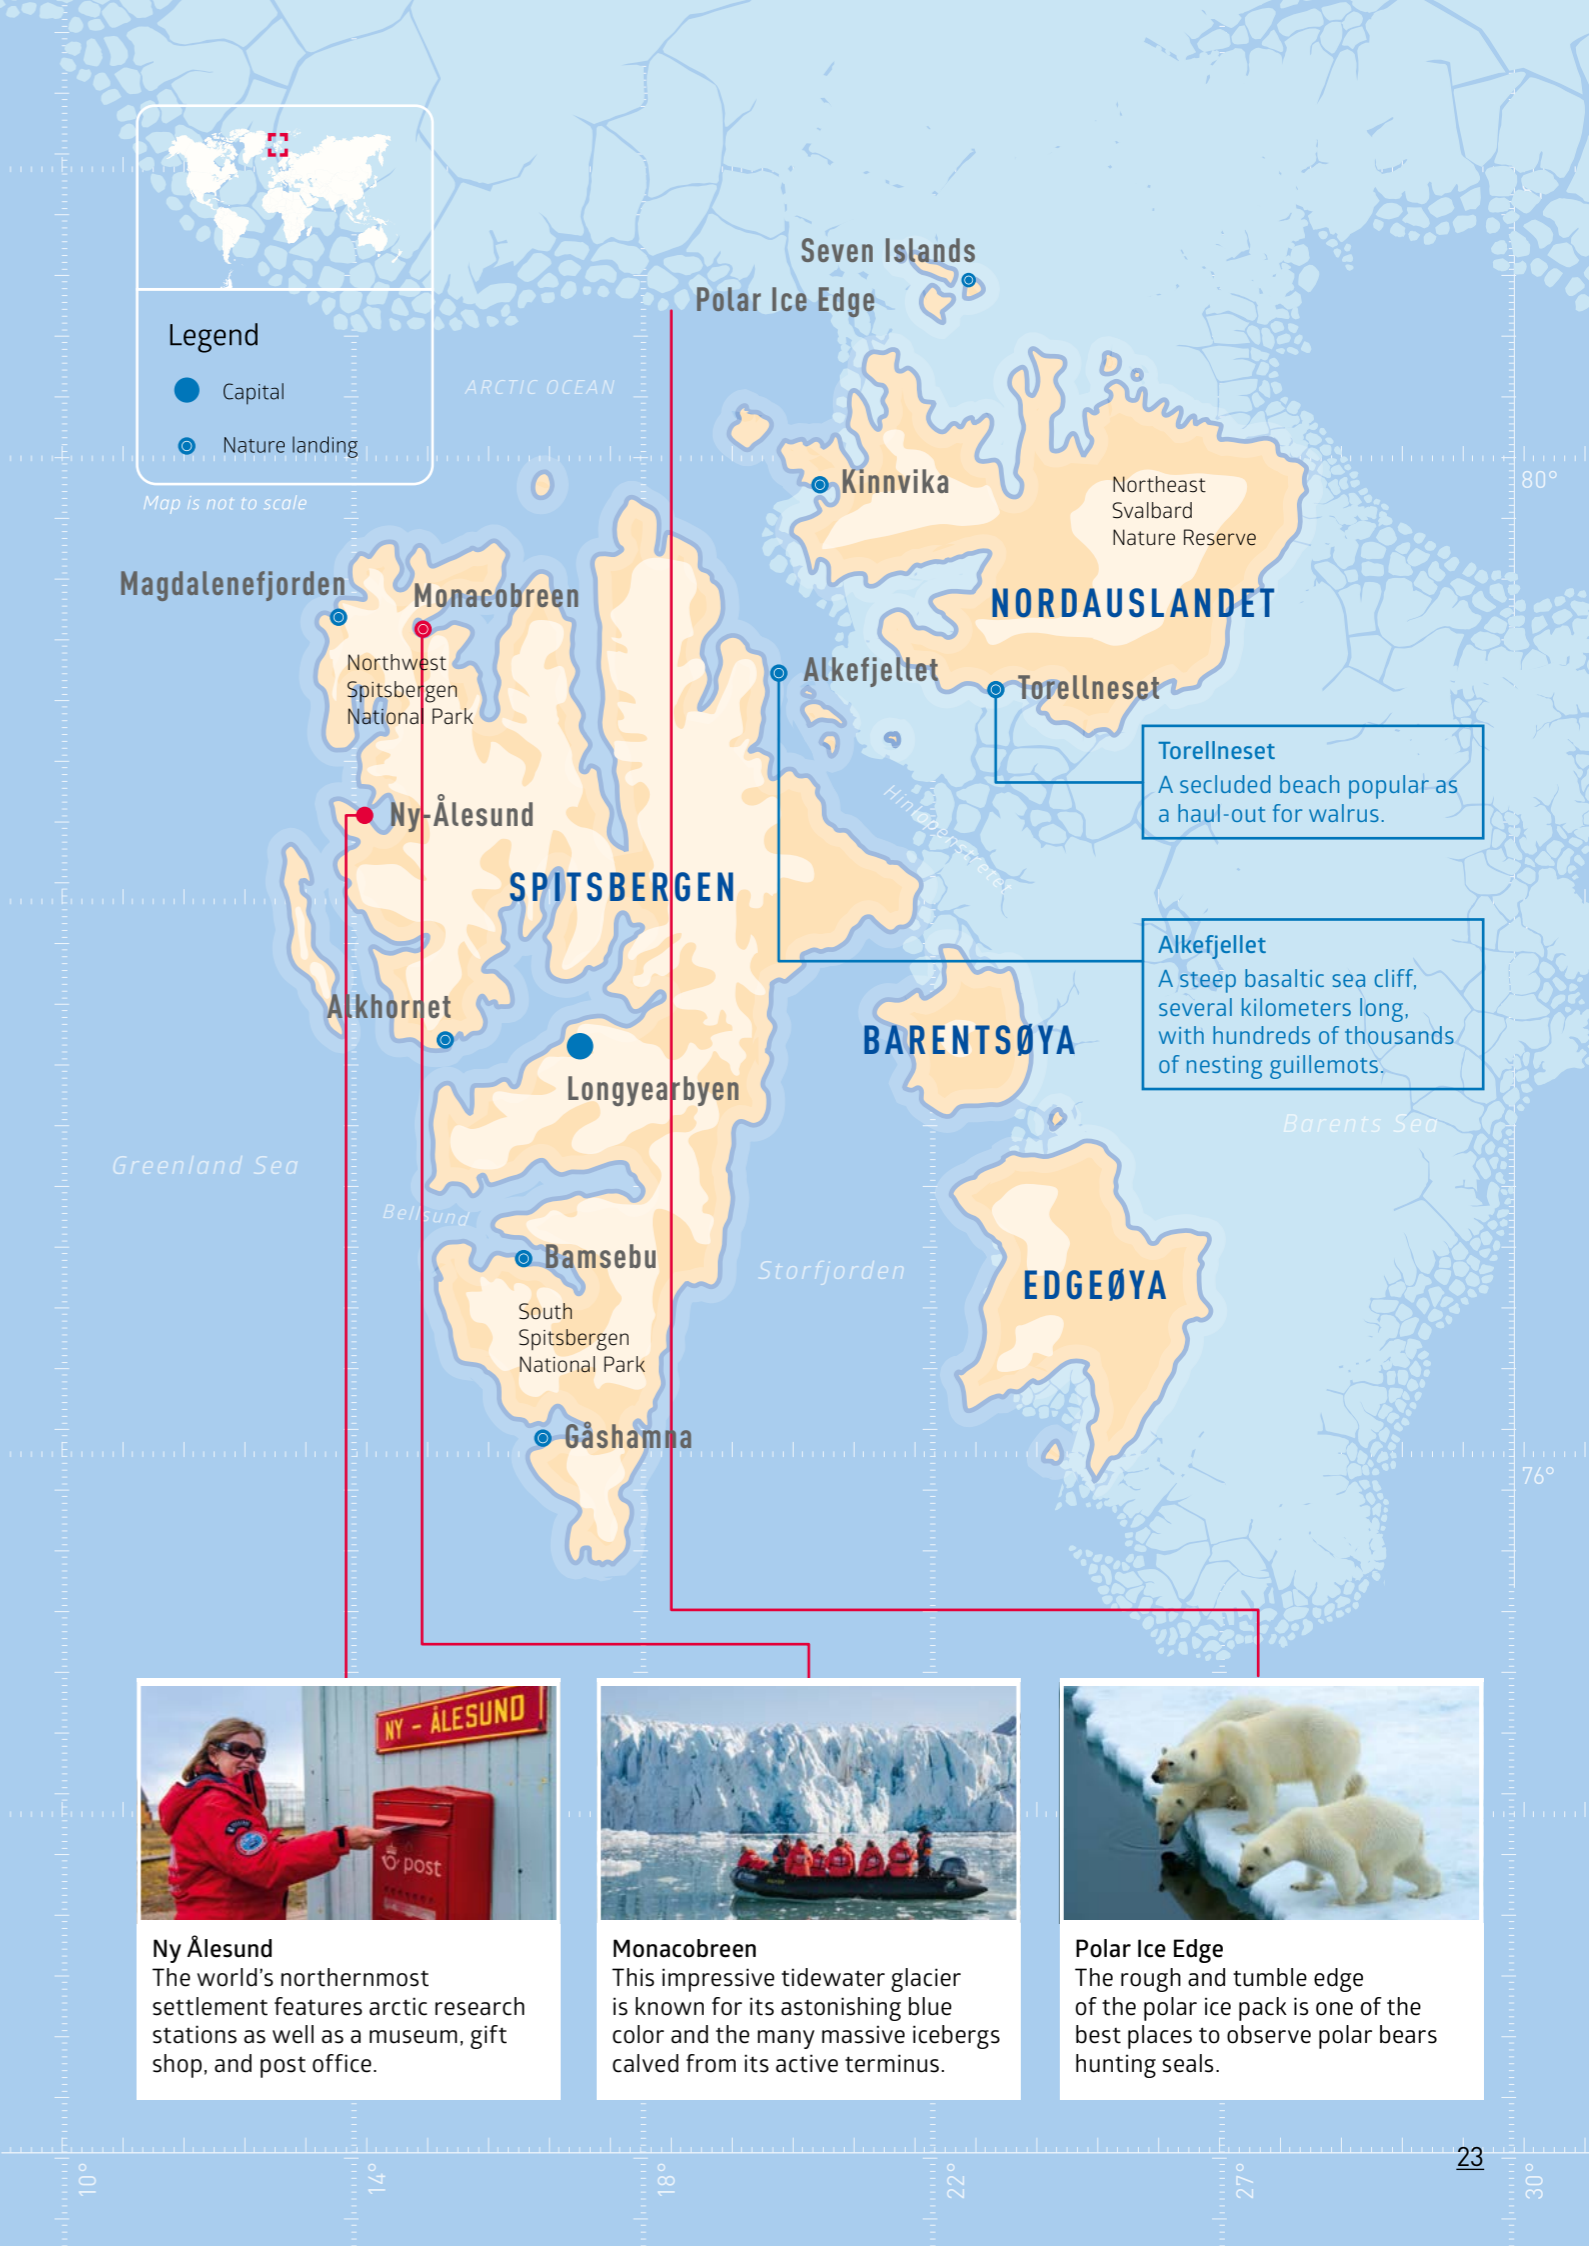 Seven Islands
Polar Ice Edge
Legend
Capital
Nature landing
Map is not to scale
ARCTIC OCEAN
Kinnvika
Northeast
Svalbard
Nature Reserve
80°
Magdalenefjorden
Monacobreen
NORDAUSLANDET
Northwest
Spitsbergen
National Park
Alkefjellet
Torellneset
Torellneset
A secluded beach popular as
a haul-out for walrus.
Hinlopenstretet
Ny-Ålesund
SPITSBERGEN
Alkefjellet
A steep basaltic sea cliff,
several kilometers long,
with hundreds of thousands
of nesting guillemots.
Alkhornet
BARENTSØYA
Longyearbyen
Barents Sea
Greenland Sea
Bellsund
Bamsebu
Storfjorden
EDGEØYA
South
Spitsbergen
National Park
Gåshamna
76°
NY - ÅLESUND
post
Ny Ålesund
The world's northernmost
settlement features arctic research
stations as well as a museum, gift
shop, and post office.
Monacobreen
This impressive tidewater glacier
is known for its astonishing blue
color and the many massive icebergs
calved from its active terminus.
Polar Ice Edge
The rough and tumble edge
of the polar ice pack is one of the
best places to observe polar bears
hunting seals.
23
10°
14°
18°
22°
27°
30°